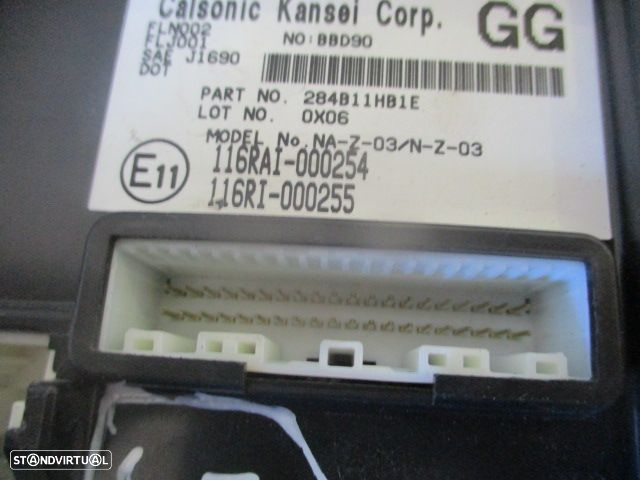 Calsonic Kansei Corp.
GG
FLM002
FLJ001
NO:BBD90
SAE J1690
DOT
PART NO. 284B11HB1E
LOT NO. 0X06
MODEL No.NA-Z-03/N-Z-03
E11
116RAI-000254
116RI-000255
STANDVIRTUAL